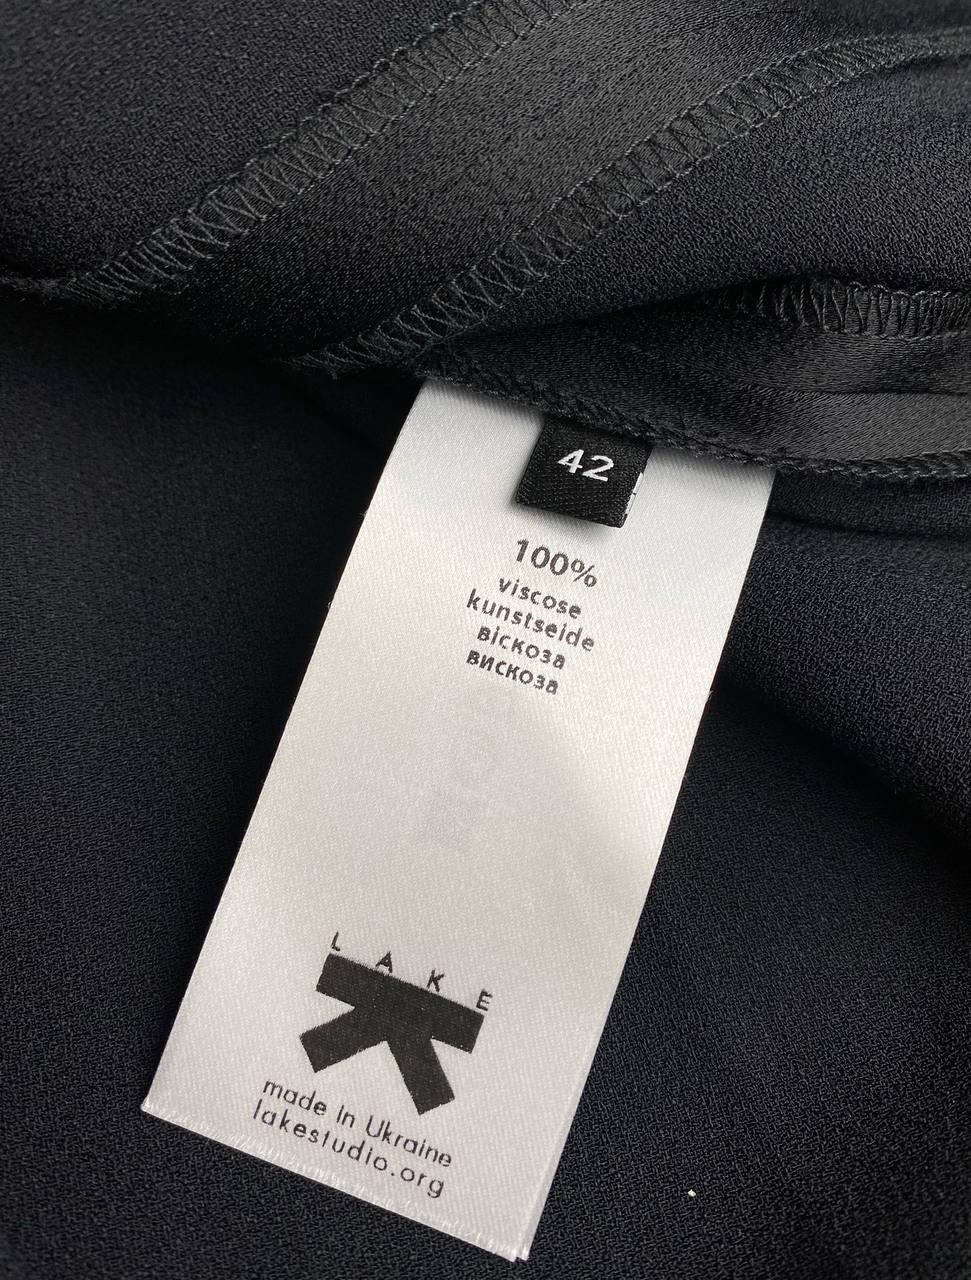 42
100%
viscose
kunstseide
віскоза
вискоза
LAKE
made in Ukraine
lakestudio.org